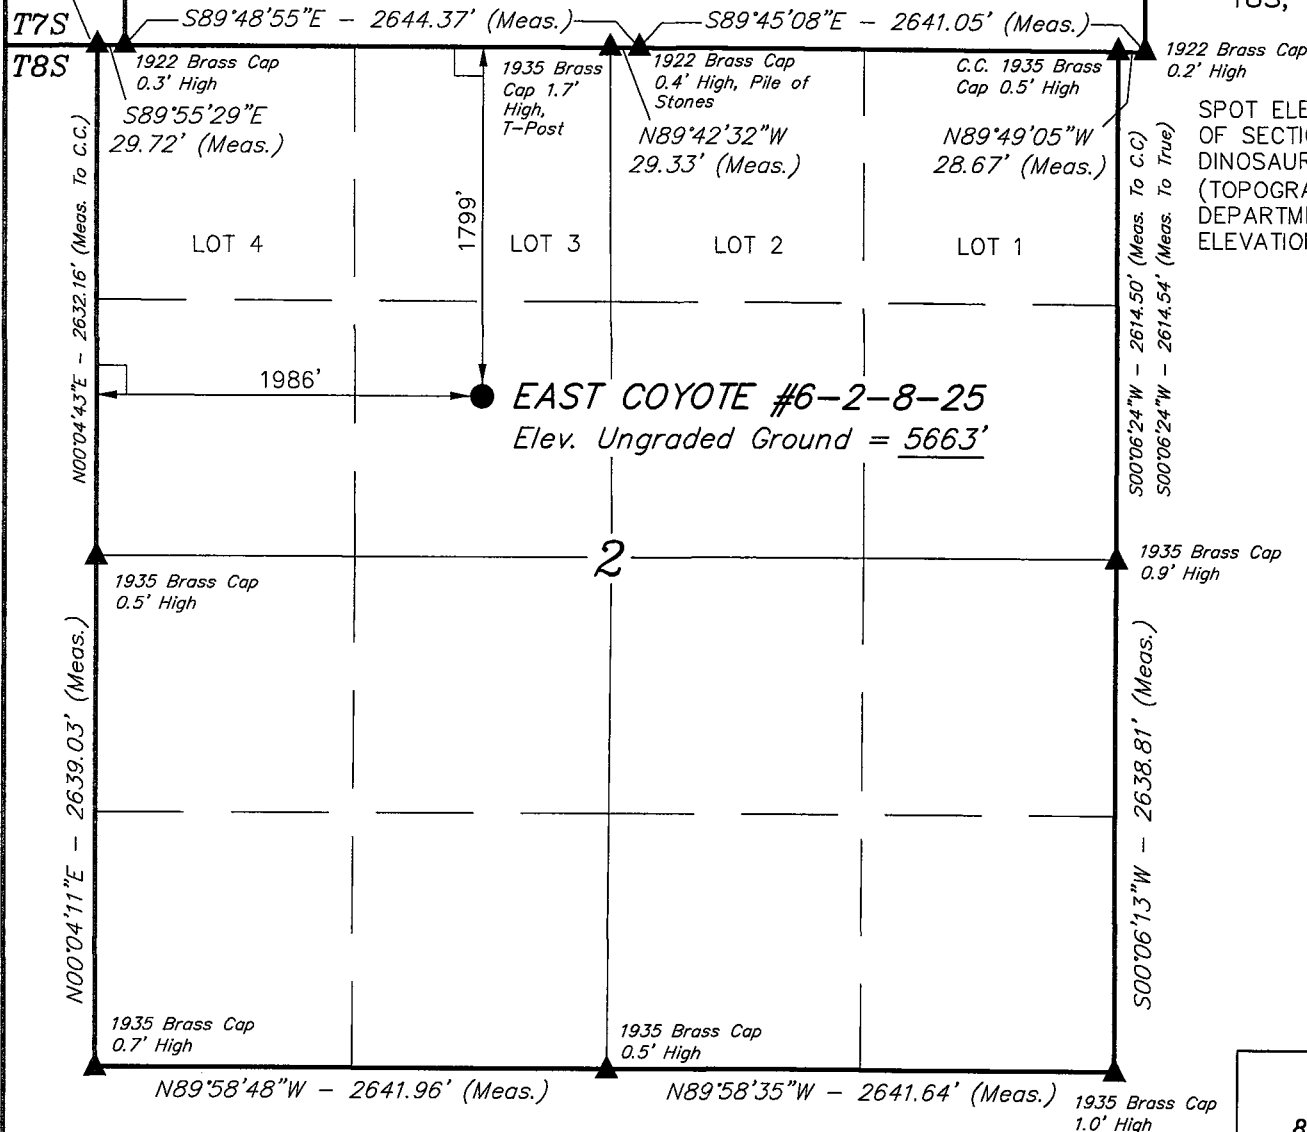 T7S
T8S
S89°48'55"E – 2644.37' (Meas.)
S89°45'08"E – 2641.05' (Meas.)
T8S,
1922 Brass Cap
0.3' High
S89°55'29"E
29.72' (Meas.)
1935 Brass
Cap 1.7'
High,
T-Post
1922 Brass Cap
0.4' High, Pile of
Stones
N89°42'32"W
29.33' (Meas.)
C.C. 1935 Brass
Cap 0.5' High
N89°49'05"W
28.67' (Meas.)
1922 Brass Cap
0.2' High
SPOT ELE
OF SECTIO
DINOSAUR
(TOPOGRA
DEPARTM
ELEVATION
N00°04'43"E – 2632.16' (Meas. To C.C.)
1799'
LOT 4
LOT 3
LOT 2
LOT 1
S00°06'24"W – 2614.50' (Meas. To C.C)
S00°06'24"W – 2614.54' (Meas. To True)
1986'
EAST COYOTE #6-2-8-25
Elev. Ungraded Ground = 5663'
2
1935 Brass Cap
0.5' High
1935 Brass Cap
0.9' High
N00°04'11"E – 2639.03' (Meas.)
S00°06'13"W – 2638.81' (Meas.)
1935 Brass Cap
0.7' High
1935 Brass Cap
0.5' High
N89°58'48"W – 2641.96' (Meas.)
N89°58'35"W – 2641.64' (Meas.)
1935 Brass Cap
1.0' High
8